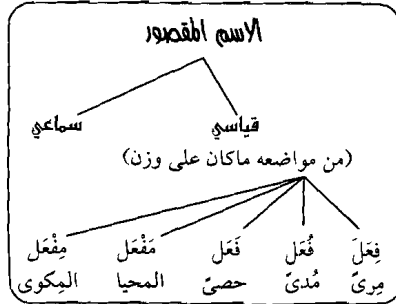 الاسم المقصور
قياسي سماعي
(من مواضعه ماكان على وزن)
فِعَلَ فُعَل فَعَل مَفْعَل مِفْعَل
مِرىً مُدىً حصىً المحيا المِكوى